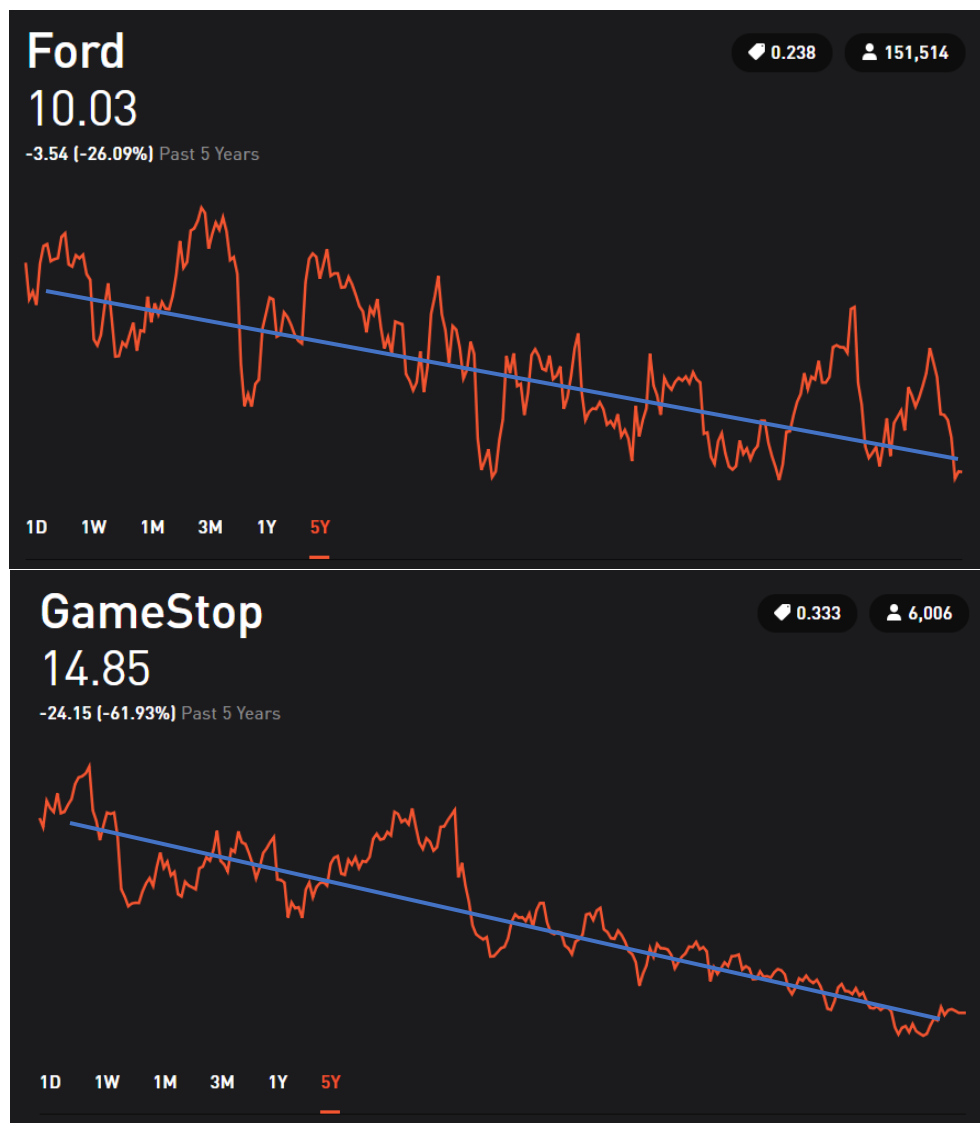 Ford
0.238 151,514
10.03
-3.54 (-26.09%) Past 5 Years
1D 1W 1M 3M 1Y 5Y
GameStop
0.333 6,006
14.85
-24.15 (-61.93%) Past 5 Years
1D 1W 1M 3M 1Y 5Y